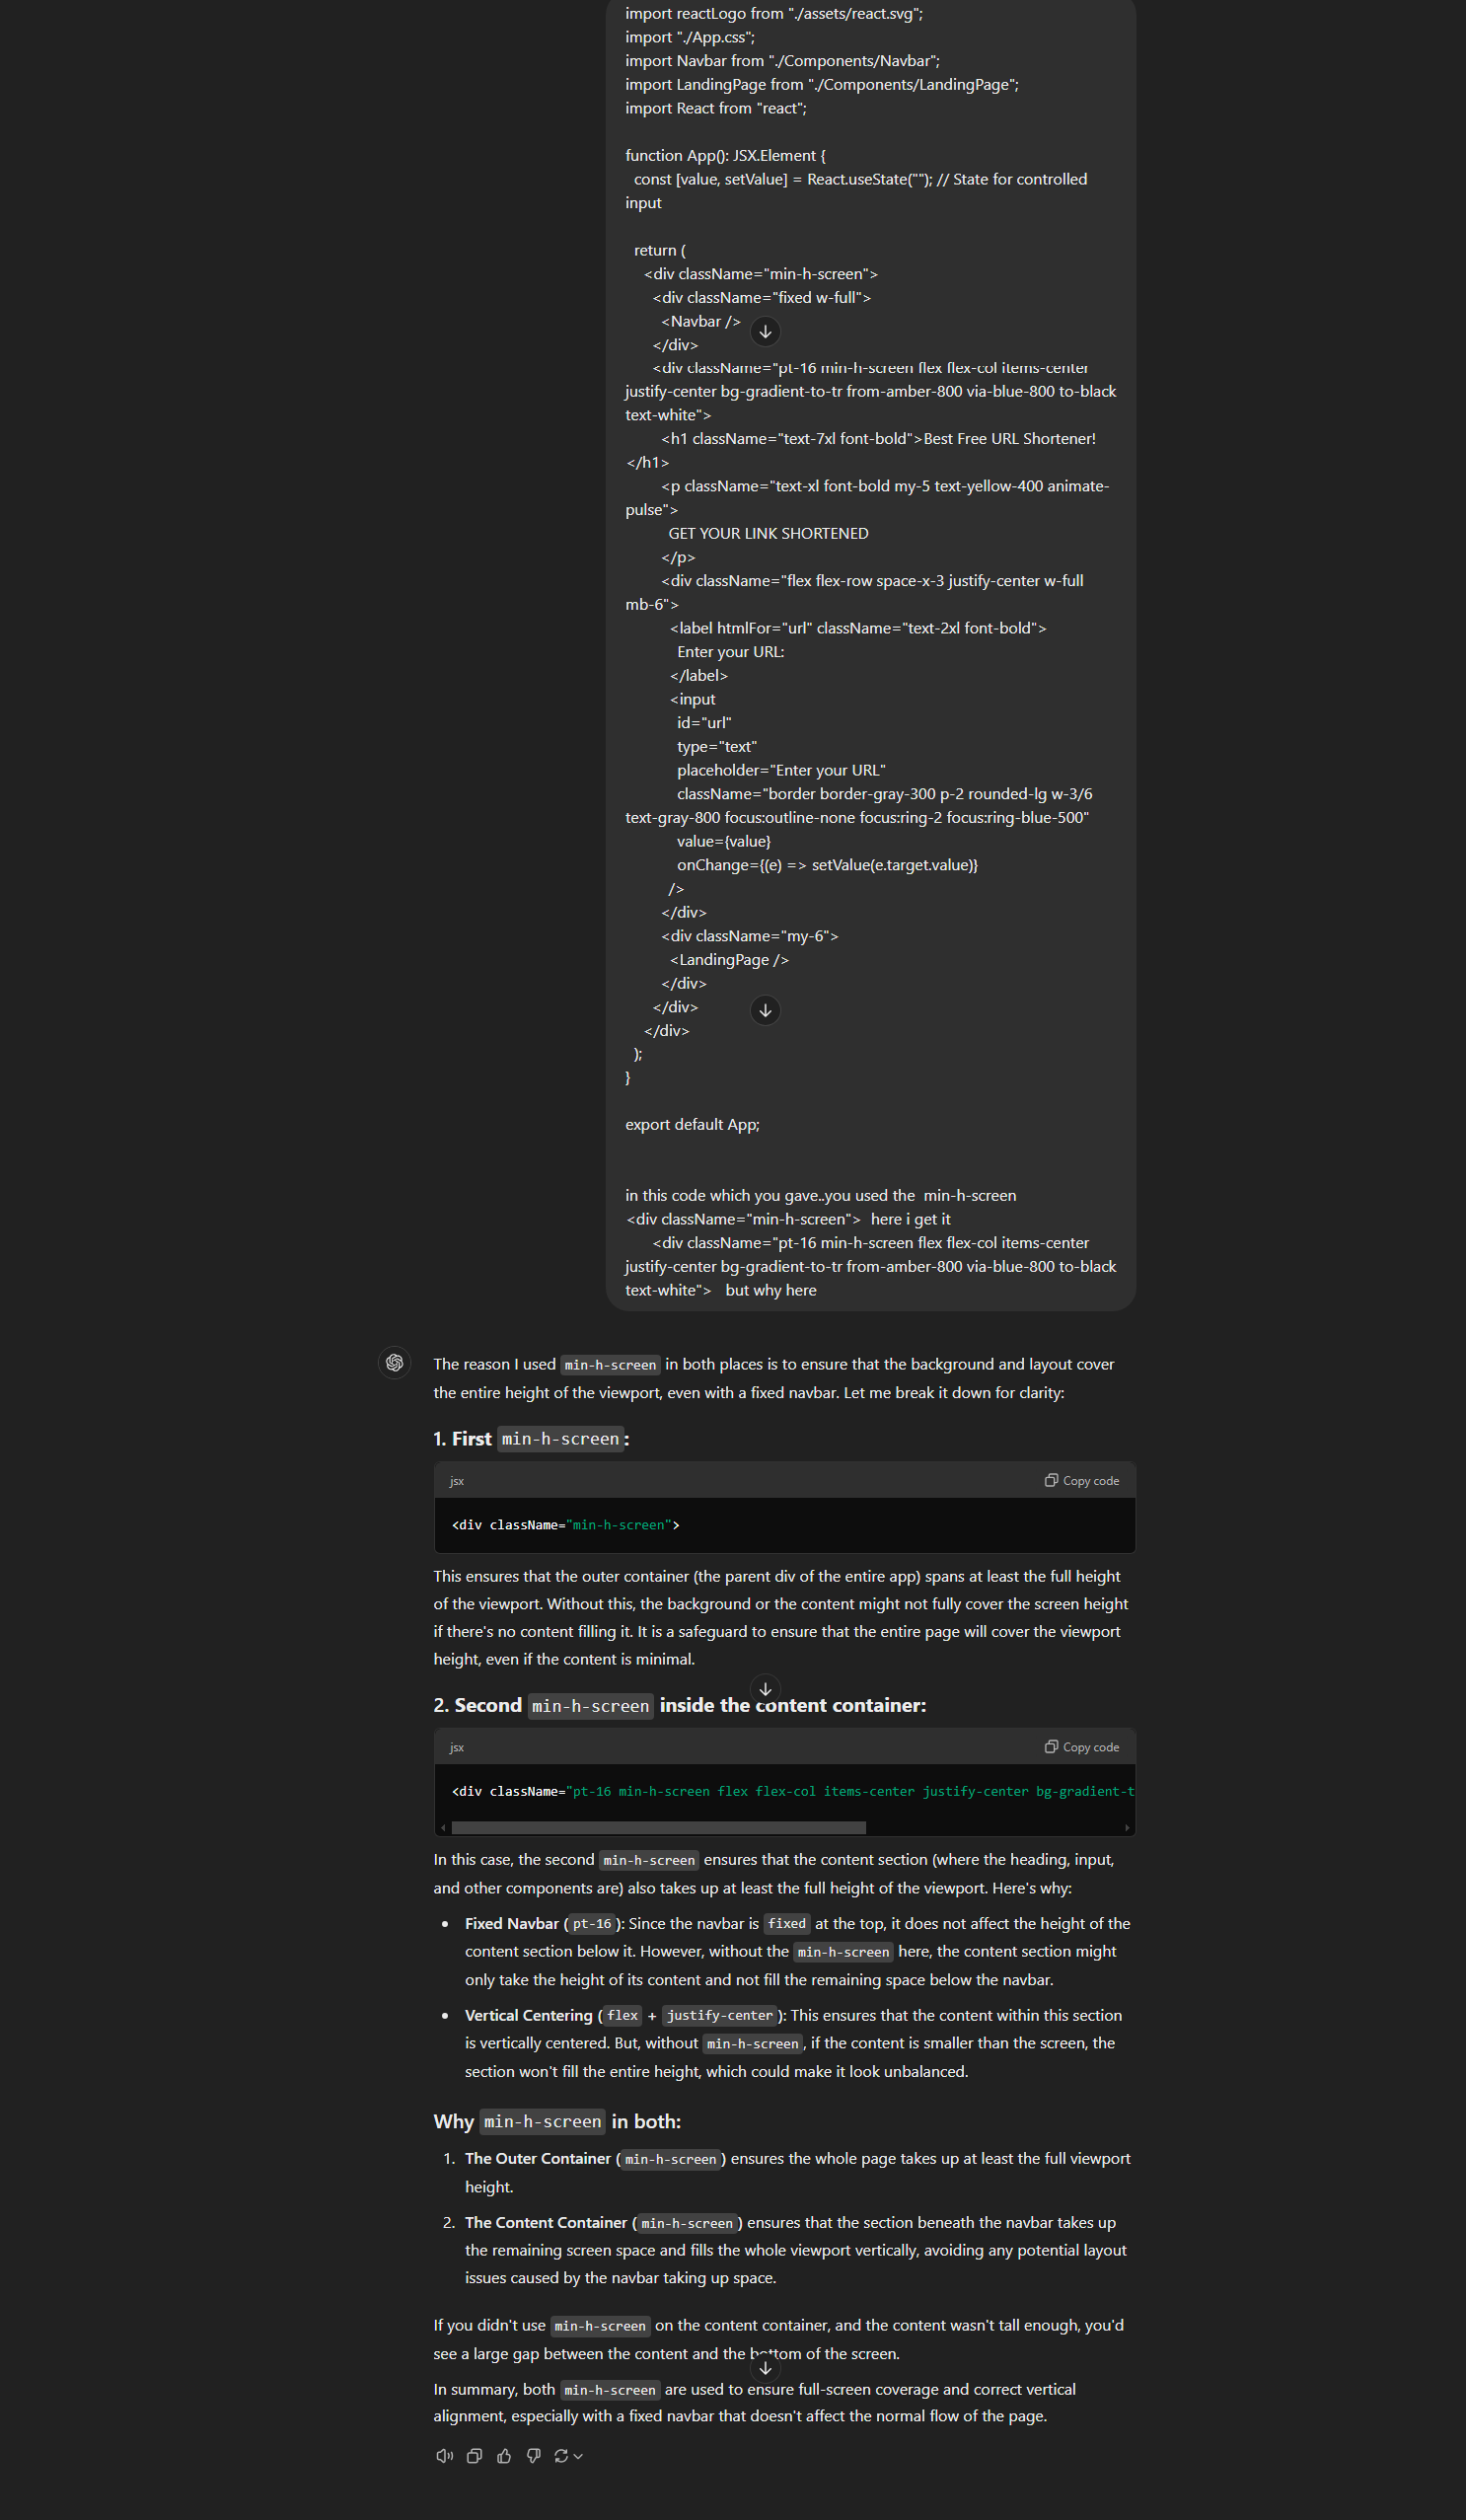 import reactLogo from "./assets/react.svg";
import "./App.css";
import Navbar from "./Components/Navbar";
import LandingPage from "./Components/LandingPage";
import React from "react";
function App(): JSX.Element {
const [value, setValue] = React.useState(""); // State for controlled
input
return (
<div className="min-h-screen">
<div className="fixed w-full">
<Navbar />
</div>
<div className="pt-16 min-h-screen flex flex-col items-center
justify-center bg-gradient-to-tr from-amber-800 via-blue-800 to-black
text-white">
<h1 className="text-7xl font-bold">Best Free URL Shortener!
</h1>
<p className="text-xl font-bold my-5 text-yellow-400 animate-
pulse">
GET YOUR LINK SHORTENED
</p>
<div className="flex flex-row space-x-3 justify-center w-full
mb-6">
<label htmlFor="url" className="text-2xl font-bold">
Enter your URL:
</label>
<input
id="url"
type="text"
placeholder="Enter your URL"
className="border border-gray-300 p-2 rounded-lg w-3/6
text-gray-800 focus:outline-none focus:ring-2 focus:ring-blue-500"
value={value}
onChange={(e) => setValue(e.target.value)}
/>
</div>
<div className="my-6">
<LandingPage />
</div>
</div>
</div>
);
}
export default App;
in this code which you gave..you used the  min-h-screen
<div className="min-h-screen">  here i get it
<div className="pt-16 min-h-screen flex flex-col items-center
justify-center bg-gradient-to-tr from-amber-800 via-blue-800 to-black
text-white">   but why here
The reason I used min-h-screen in both places is to ensure that the background and layout cover
the entire height of the viewport, even with a fixed navbar. Let me break it down for clarity:
1. First min-h-screen:
jsx
Copy code
<div className="min-h-screen">
This ensures that the outer container (the parent div of the entire app) spans at least the full height
of the viewport. Without this, the background or the content might not fully cover the screen height
if there's no content filling it. It is a safeguard to ensure that the entire page will cover the viewport
height, even if the content is minimal.
2. Second min-h-screen inside the content container:
jsx
Copy code
<div className="pt-16 min-h-screen flex flex-col items-center justify-center bg-gradient-t
In this case, the second min-h-screen ensures that the content section (where the heading, input,
and other components are) also takes up at least the full height of the viewport. Here's why:
• Fixed Navbar (pt-16): Since the navbar is fixed at the top, it does not affect the height of the
content section below it. However, without the min-h-screen here, the content section might
only take the height of its content and not fill the remaining space below the navbar.
• Vertical Centering (flex + justify-center): This ensures that the content within this section
is vertically centered. But, without min-h-screen, if the content is smaller than the screen, the
section won't fill the entire height, which could make it look unbalanced.
Why min-h-screen in both:
1. The Outer Container (min-h-screen) ensures the whole page takes up at least the full viewport
height.
2. The Content Container (min-h-screen) ensures that the section beneath the navbar takes up
the remaining screen space and fills the whole viewport vertically, avoiding any potential layout
issues caused by the navbar taking up space.
If you didn't use min-h-screen on the content container, and the content wasn't tall enough, you'd
see a large gap between the content and the bottom of the screen.
In summary, both min-h-screen are used to ensure full-screen coverage and correct vertical
alignment, especially with a fixed navbar that doesn't affect the normal flow of the page.